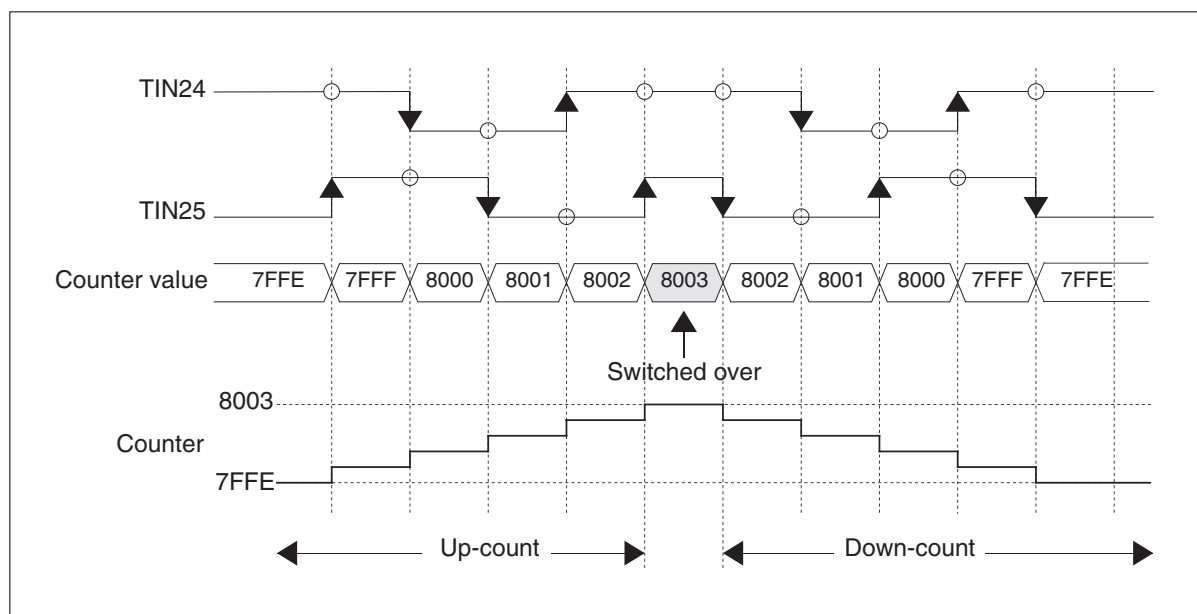 TIN24
TIN25
Counter value 7FFE 7FFF 8000 8001 8002 8003 8002 8001 8000 7FFF 7FFE
Switched over
8003
Counter
7FFE
Up-count Down-count